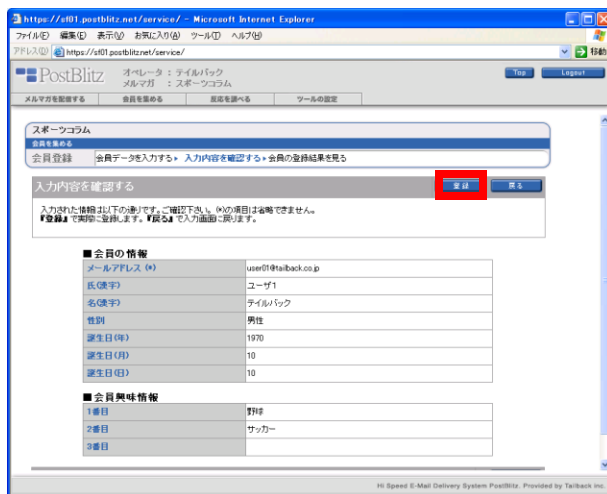 https://sf01.postblitz.net/service/ - Microsoft Internet Explorer
ファイル(F) 編集(E) 表示(V) お気に入り(A) ツール(T) ヘルプ(H)
アドレス(D) https://sf01.postblitz.net/service/ 移動
PostBlitz オペレータ : テイルバック Top Logout
メルマガ : スポーツコラム
メルマガを配信する 会員を集める 反応を調べる ツールの設定
スポーツコラム
会員を集める
会員登録 会員データを入力する 入力内容を確認する 会員の登録結果を見る
入力内容を確認する 登録 戻る
入力された情報は以下の通りです。ご確認下さい。(*)の項目は省略できません。
『登録』で実際に登録します。『戻る』で入力画面に戻ります。
■会員の情報
メールアドレス (*) user01@tailback.co.jp
氏(漢字) ユーザ1
名(漢字) テイルバック
性別 男性
誕生日(年) 1970
誕生日(月) 10
誕生日(日) 10
■会員興味情報
1番目 野球
2番目 サッカー
3番目
Hi Speed E-Mail Delivery System PostBlitz. Provided by Tailback inc.